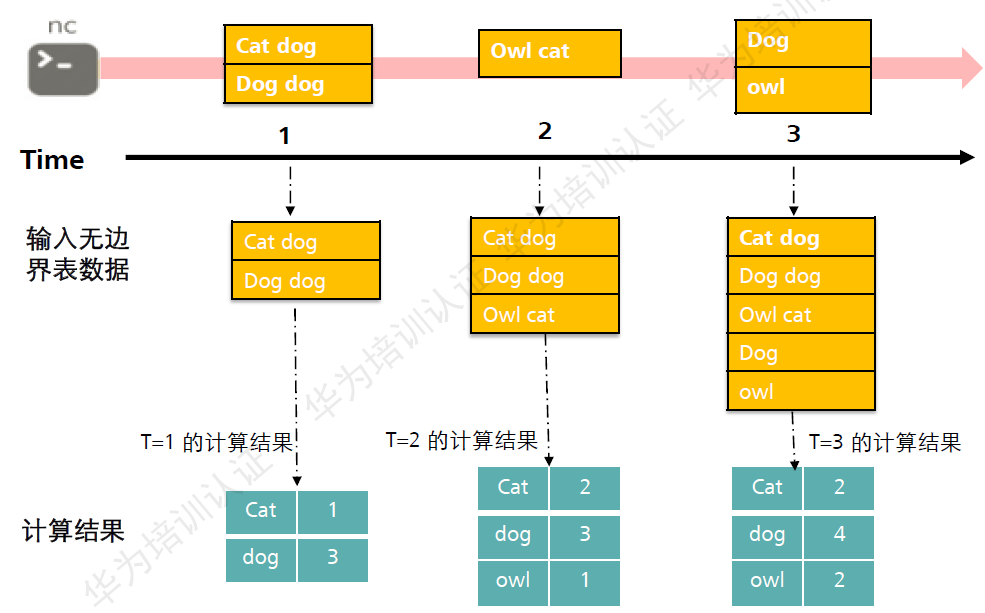 nc
>_
Cat dog
Dog dog
Owl cat
Dog
owl
1
2
3
Time
输入无边
界表数据
Cat dog
Dog dog
Cat dog
Dog dog
Owl cat
Cat dog
Dog dog
Owl cat
Dog
owl
T=1 的计算结果
T=2 的计算结果
T=3 的计算结果
计算结果
Cat 1
dog 3
Cat 2
dog 3
owl 1
Cat 2
dog 4
owl 2
华为培训认证 华为培训认证 华为培训认证 华为培训认证